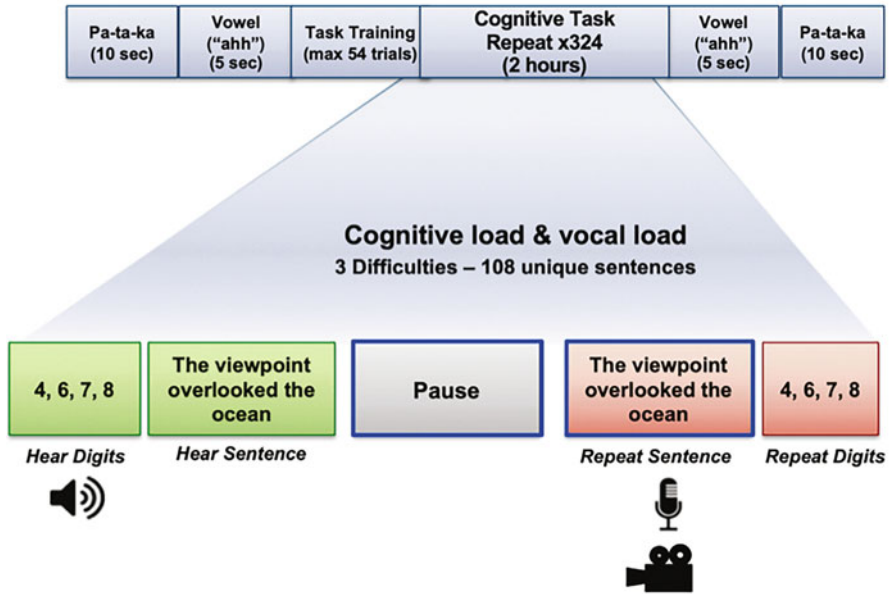 Pa-ta-ka
(10 sec)
Vowel
(“ahh”)
(5 sec)
Task Training
(max 54 trials)
Cognitive Task
Repeat x324
(2 hours)
Vowel
(“ahh”)
(5 sec)
Pa-ta-ka
(10 sec)
Cognitive load & vocal load
3 Difficulties – 108 unique sentences
4, 6, 7, 8
The viewpoint
overlooked the
ocean
Pause
The viewpoint
overlooked the
ocean
4, 6, 7, 8
Hear Digits
Hear Sentence
Repeat Sentence
Repeat Digits